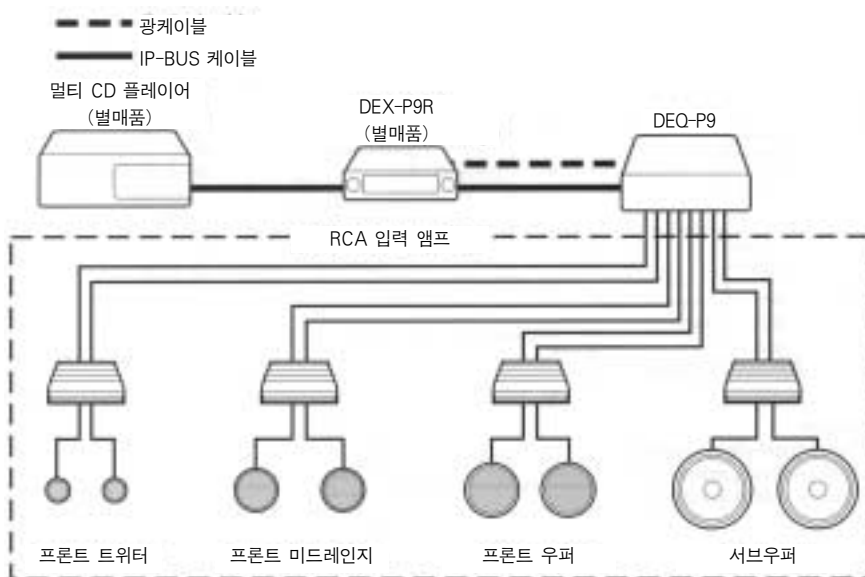 광케이블
IP-BUS 케이블
멀티 CD 플레이어
(별매품)
DEX-P9R
(별매품)
DEQ-P9
RCA 입력 앰프
프론트 트위터
프론트 미드레인지
프론트 우퍼
서브우퍼